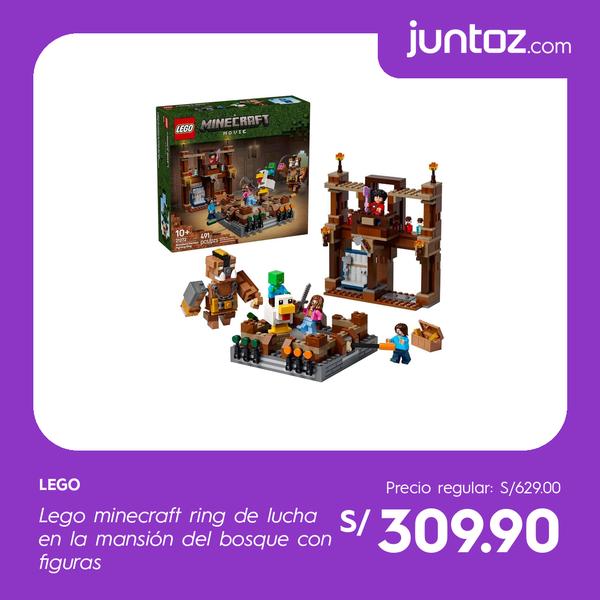 juntoz.com
LEGO
MINECRAFT
MOVIE
10+
491
LEGO
Precio regular: S/629.00
Lego minecraft ring de lucha
en la mansión del bosque con
figuras
S/ 309.90